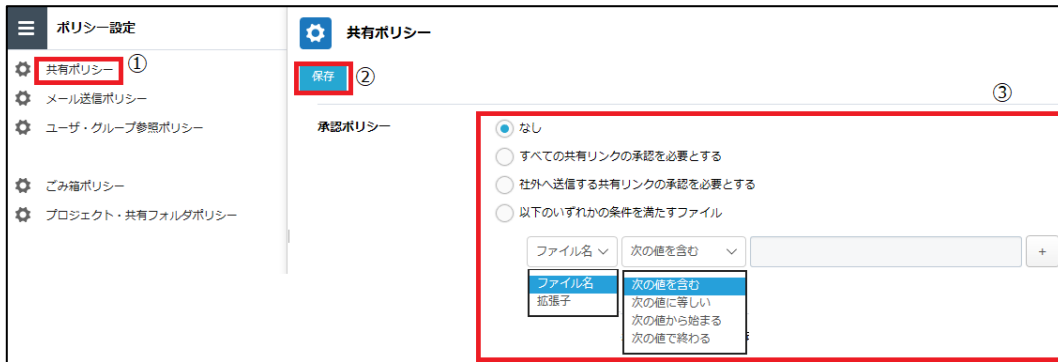 ポリシー設定
共有ポリシー ①
メール送信ポリシー
ユーザ・グループ参照ポリシー
ごみ箱ポリシー
プロジェクト・共有フォルダポリシー
共有ポリシー
保存 ②
③
承認ポリシー
なし
すべての共有リンクの承認を必要とする
社外へ送信する共有リンクの承認を必要とする
以下のいずれかの条件を満たすファイル
ファイル名 次の値を含む +
ファイル名
拡張子
次の値を含む
次の値に等しい
次の値から始まる
次の値で終わる